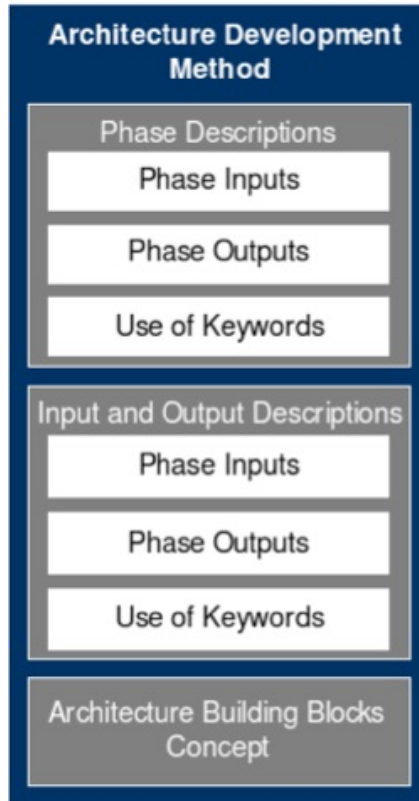 Architecture Development
Method
Phase Descriptions
Phase Inputs
Phase Outputs
Use of Keywords
Input and Output Descriptions
Phase Inputs
Phase Outputs
Use of Keywords
Architecture Building Blocks
Concept